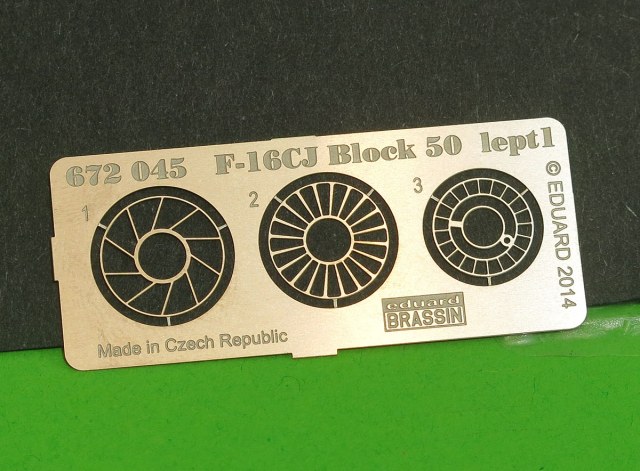 672 045 F-16CJ Block 50 lept1
1
2
3
© EDUARD 2014
eduard
BRASSIN
Made in Czech Republic